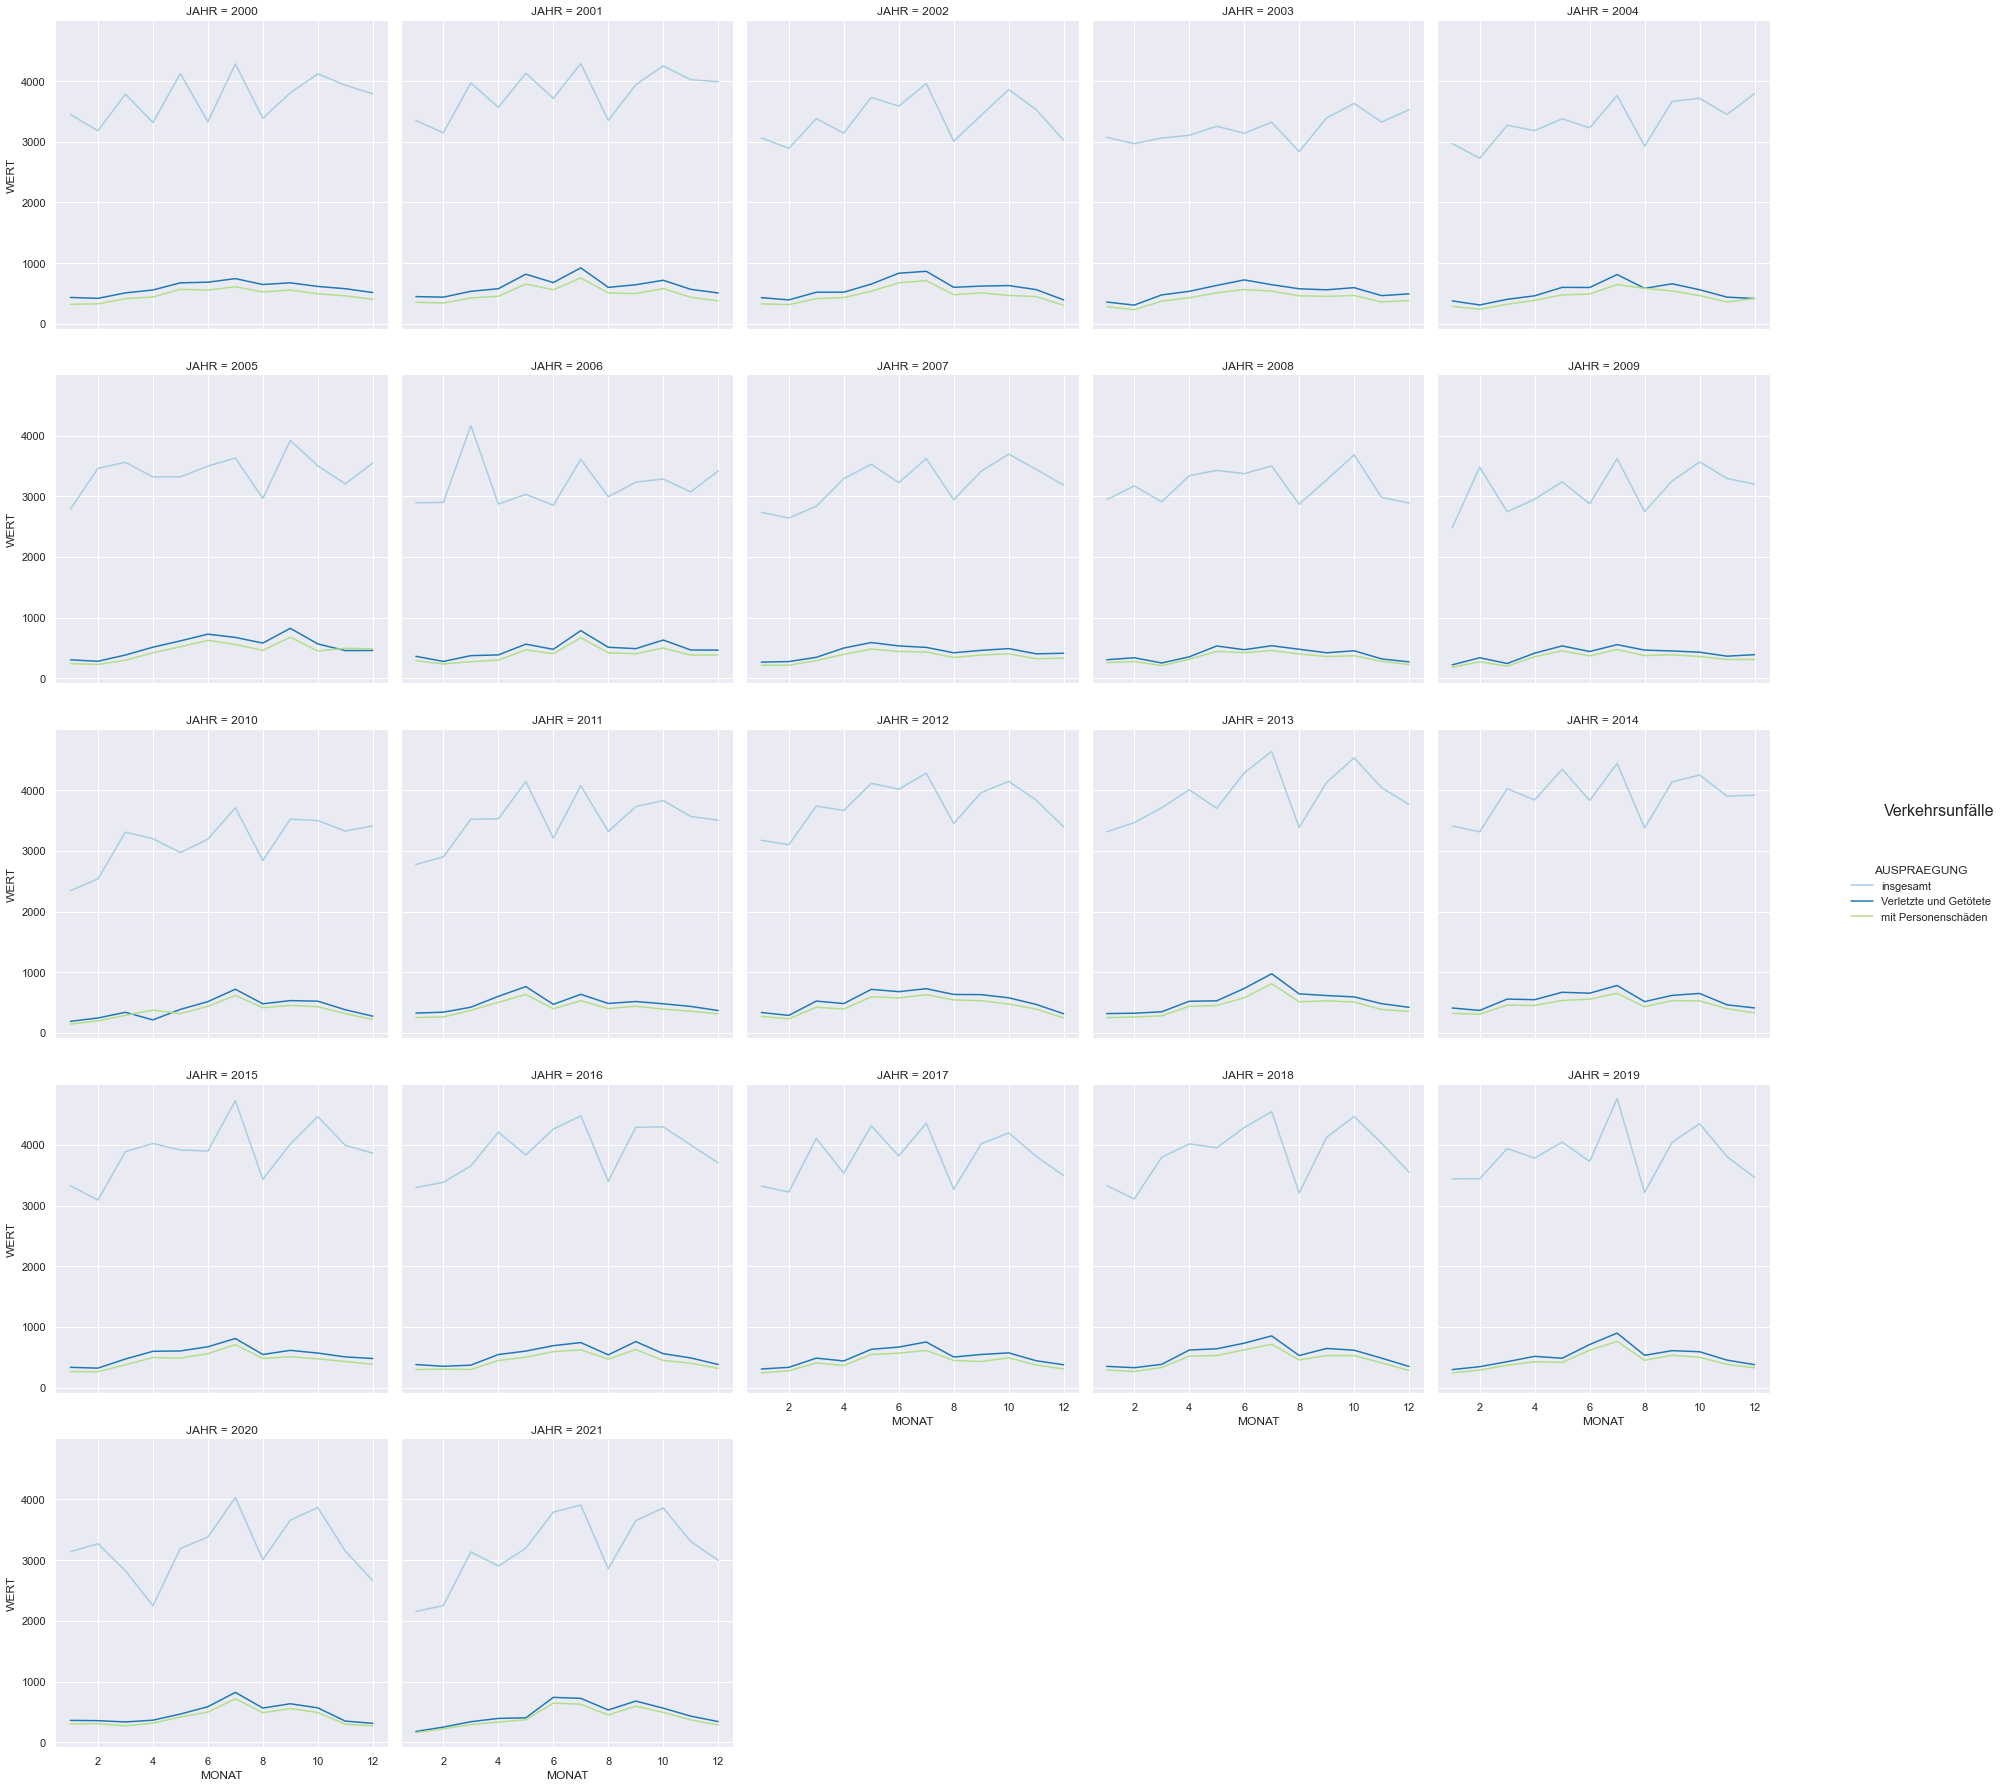 JAHR = 2000
JAHR = 2001
JAHR = 2002
JAHR = 2003
JAHR = 2004
4000
3000
2000
1000
0
WERT
JAHR = 2005
JAHR = 2006
JAHR = 2007
JAHR = 2008
JAHR = 2009
4000
3000
2000
1000
0
WERT
JAHR = 2010
JAHR = 2011
JAHR = 2012
JAHR = 2013
JAHR = 2014
4000
3000
2000
1000
0
WERT
Verkehrsunfälle
AUSPRAEGUNG
insgesamt
Verletzte und Getötete
mit Personenschäden
JAHR = 2015
JAHR = 2016
JAHR = 2017
JAHR = 2018
JAHR = 2019
4000
3000
2000
1000
0
WERT
2 4 6 8 10 12
MONAT
2 4 6 8 10 12
MONAT
2 4 6 8 10 12
MONAT
JAHR = 2020
JAHR = 2021
4000
3000
2000
1000
0
WERT
2 4 6 8 10 12
MONAT
2 4 6 8 10 12
MONAT